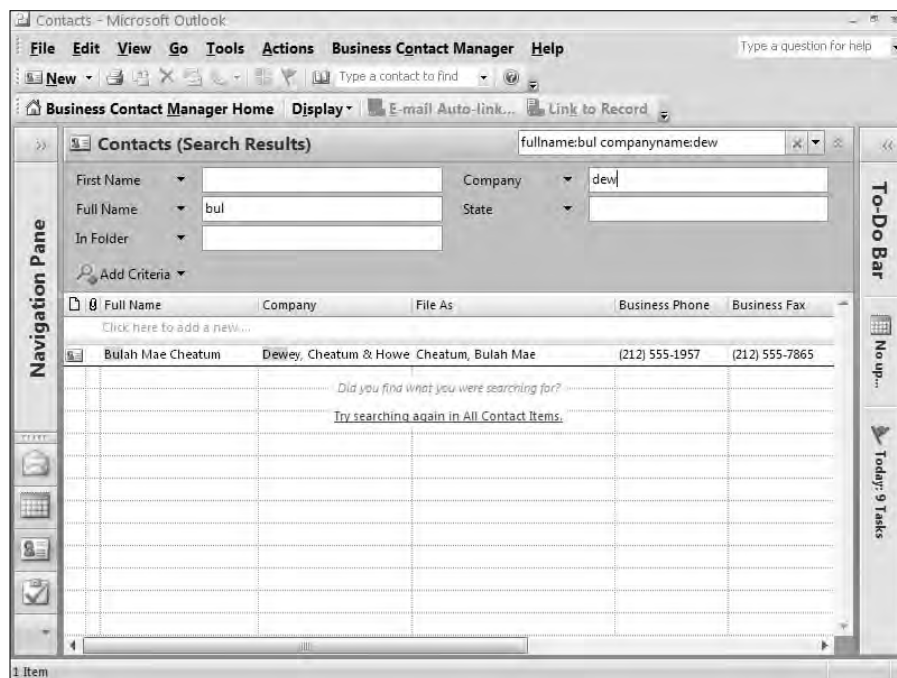 Contacts - Microsoft Outlook
File Edit View Go Tools Actions Business Contact Manager Help Type a question for help
New Type a contact to find
Business Contact Manager Home Display E-mail Auto-link... Link to Record
Contacts (Search Results) fullname:bul companyname:dew
First Name Company dew
Full Name bul State
In Folder
Add Criteria
Navigation Pane
To-Do Bar
No up...
Today: 9 Tasks
Full Name Company File As Business Phone Business Fax
Click here to add a new....
Bulah Mae Cheatum Dewey, Cheatum & Howe Cheatum, Bulah Mae (212) 555-1957 (212) 555-7865
Did you find what you were searching for?
Try searching again in All Contact Items.
1 Item